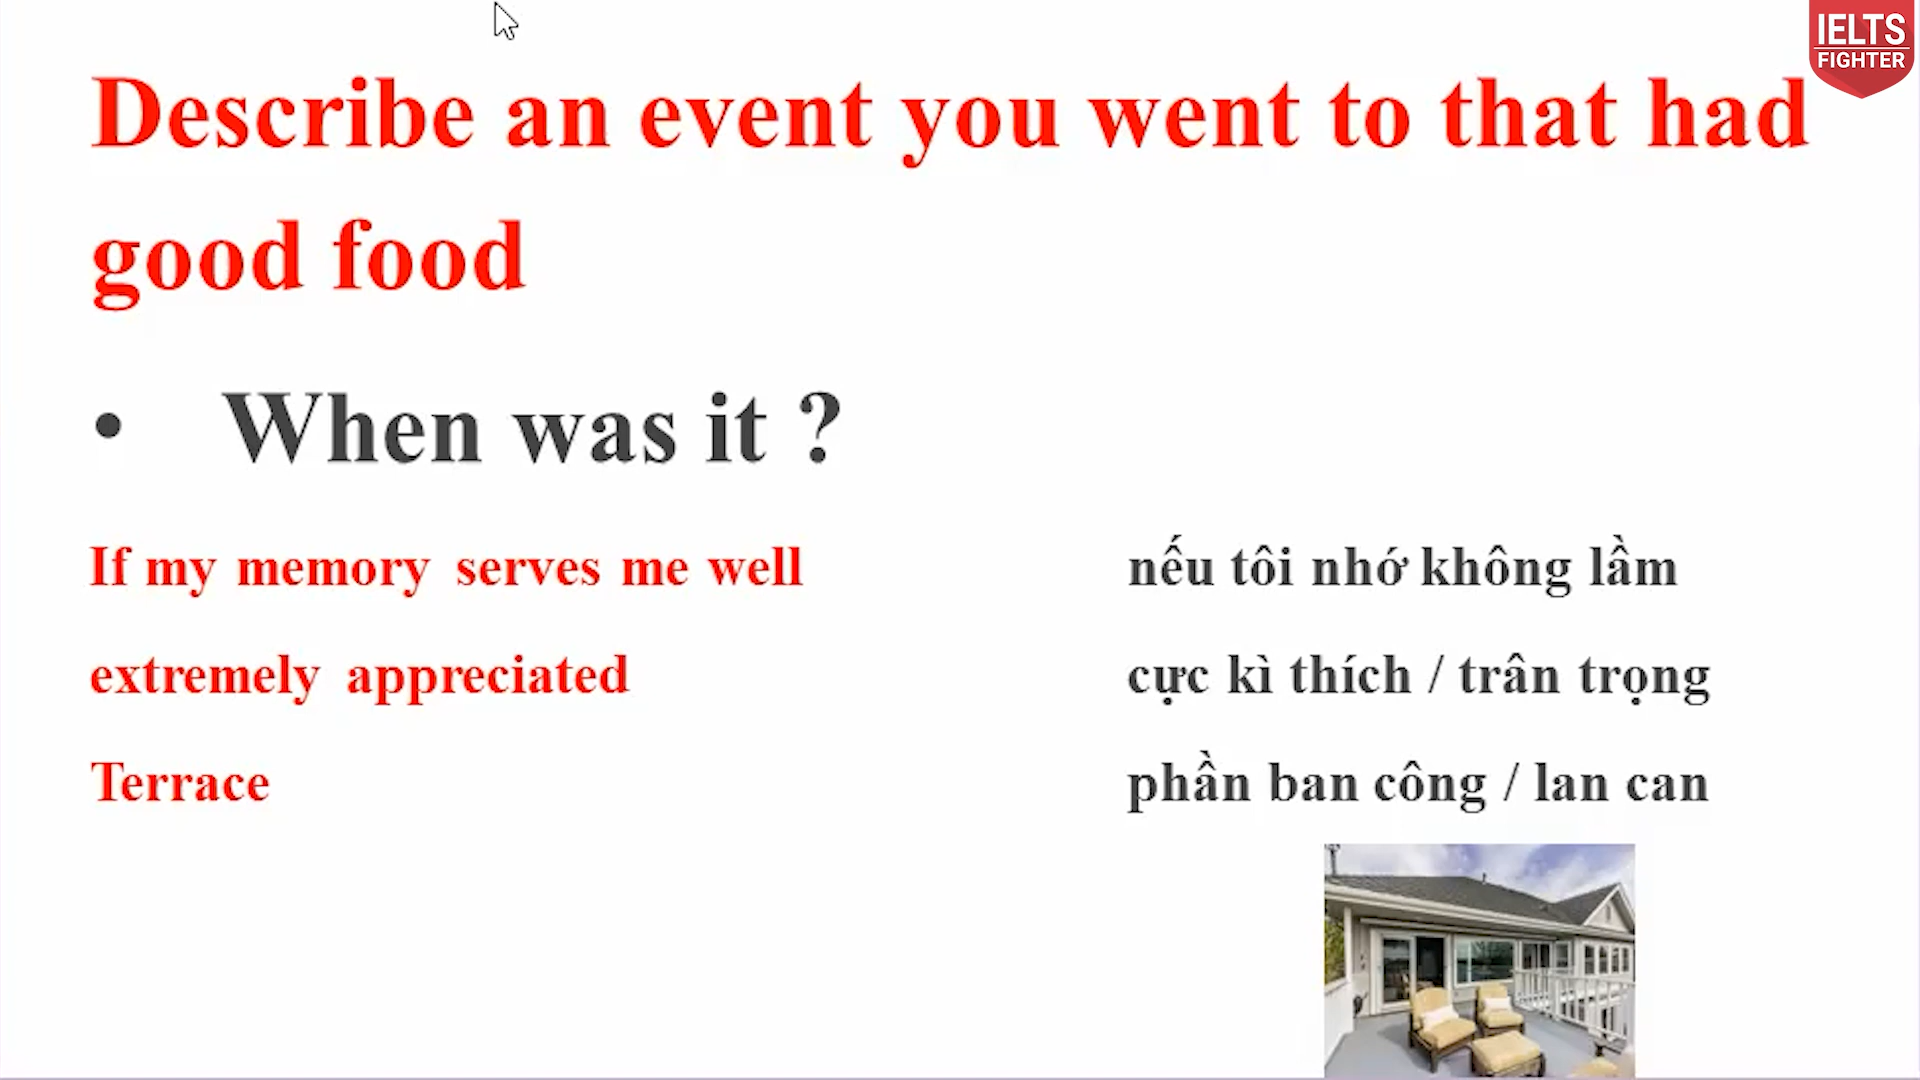 IELTS
FIGHTER
Describe an event you went to that had
good food
• When was it ?
If my memory serves me well
nếu tôi nhớ không lầm
extremely appreciated
cực kì thích / trân trọng
Terrace
phần ban công / lan can